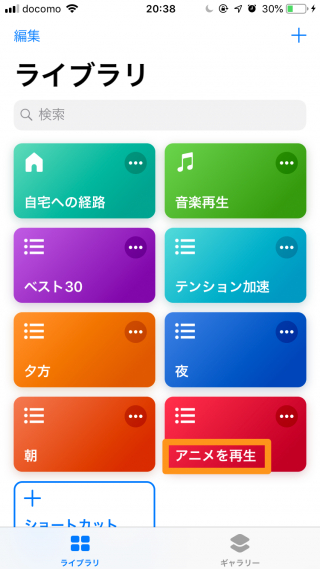 docomo 20:38 30%
編集
ライブラリ
検索
自宅への経路 音楽再生
ベスト30 テンション加速
夕方 夜
朝 アニメを再生
ショートカット
ライブラリ ギャラリー